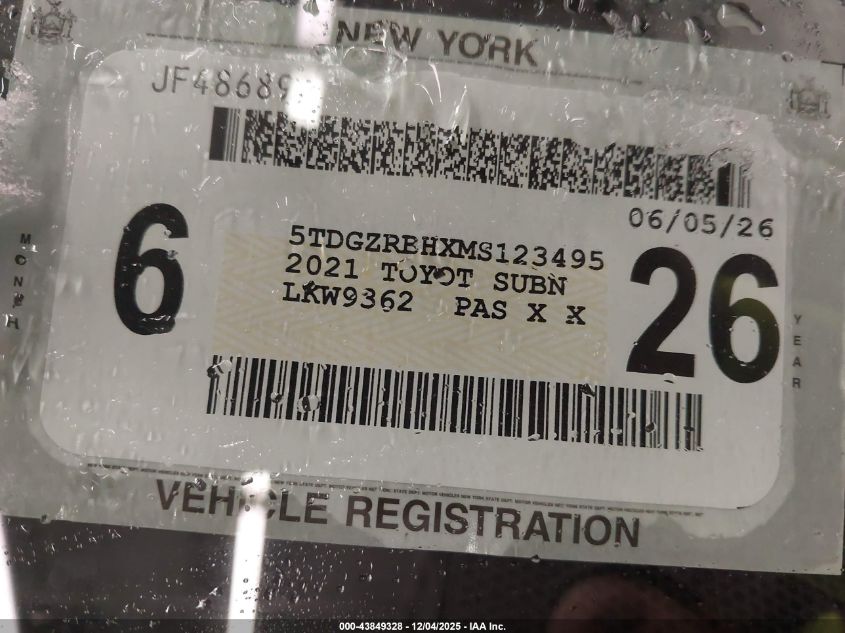 NEW YORK
JF48689
06/05/26
6
5TDGZRBHXMS123495
26
2021 TOYOT SUBN
LKW9362 PAS X X
MONTH
YEAR
VEHICLE REGISTRATION
000-43849328 - 12/04/2025 - IAA Inc.